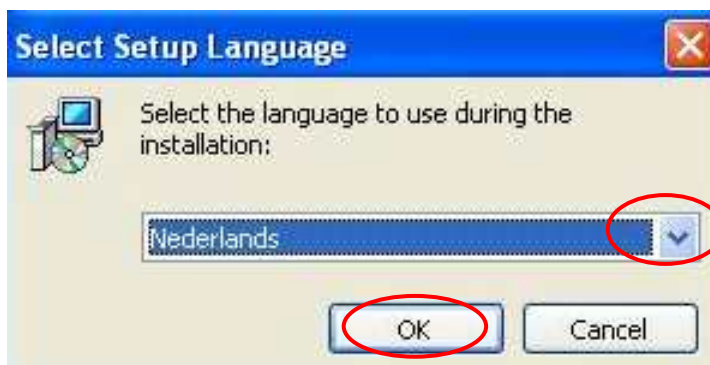 Select Setup Language
Select the language to use during the
installation:
Nederlands
OK
Cancel